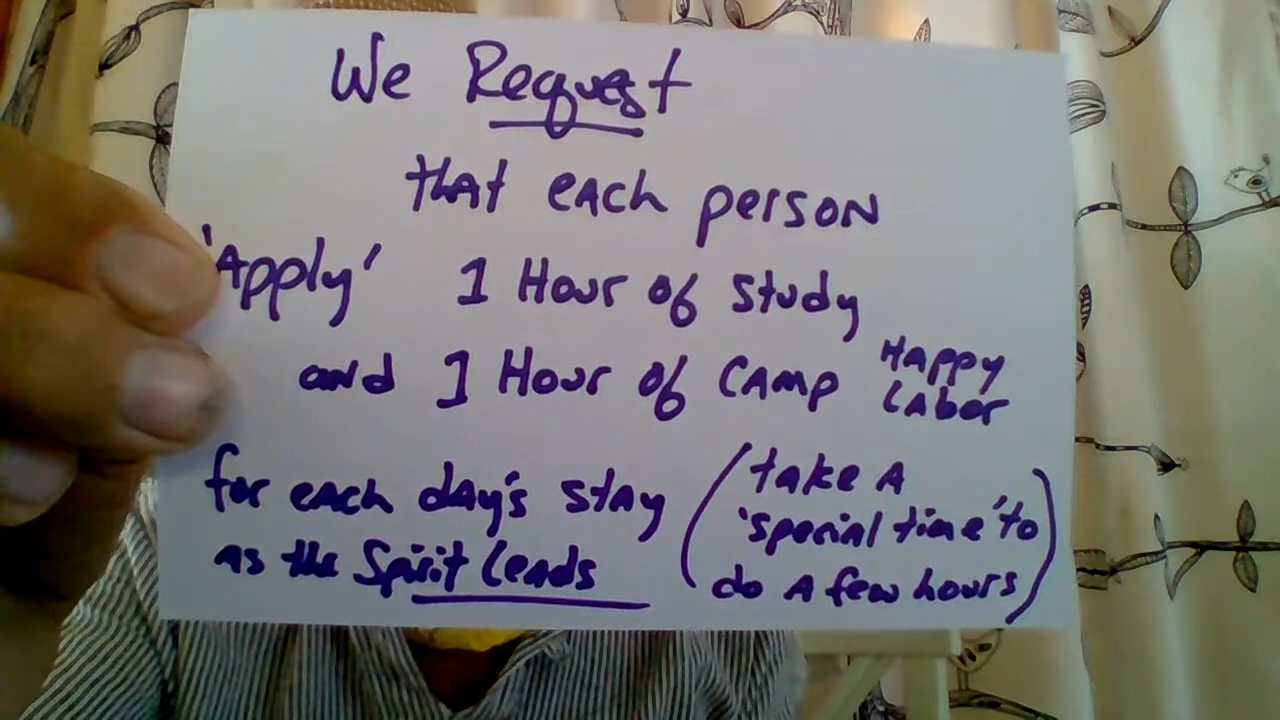 We Request
that each person
'Apply' 1 Hour of study
and 1 Hour of Camp Happy Labor
for each day's stay
as the Spirit leads
(take a
'special time' to
do a few hours)